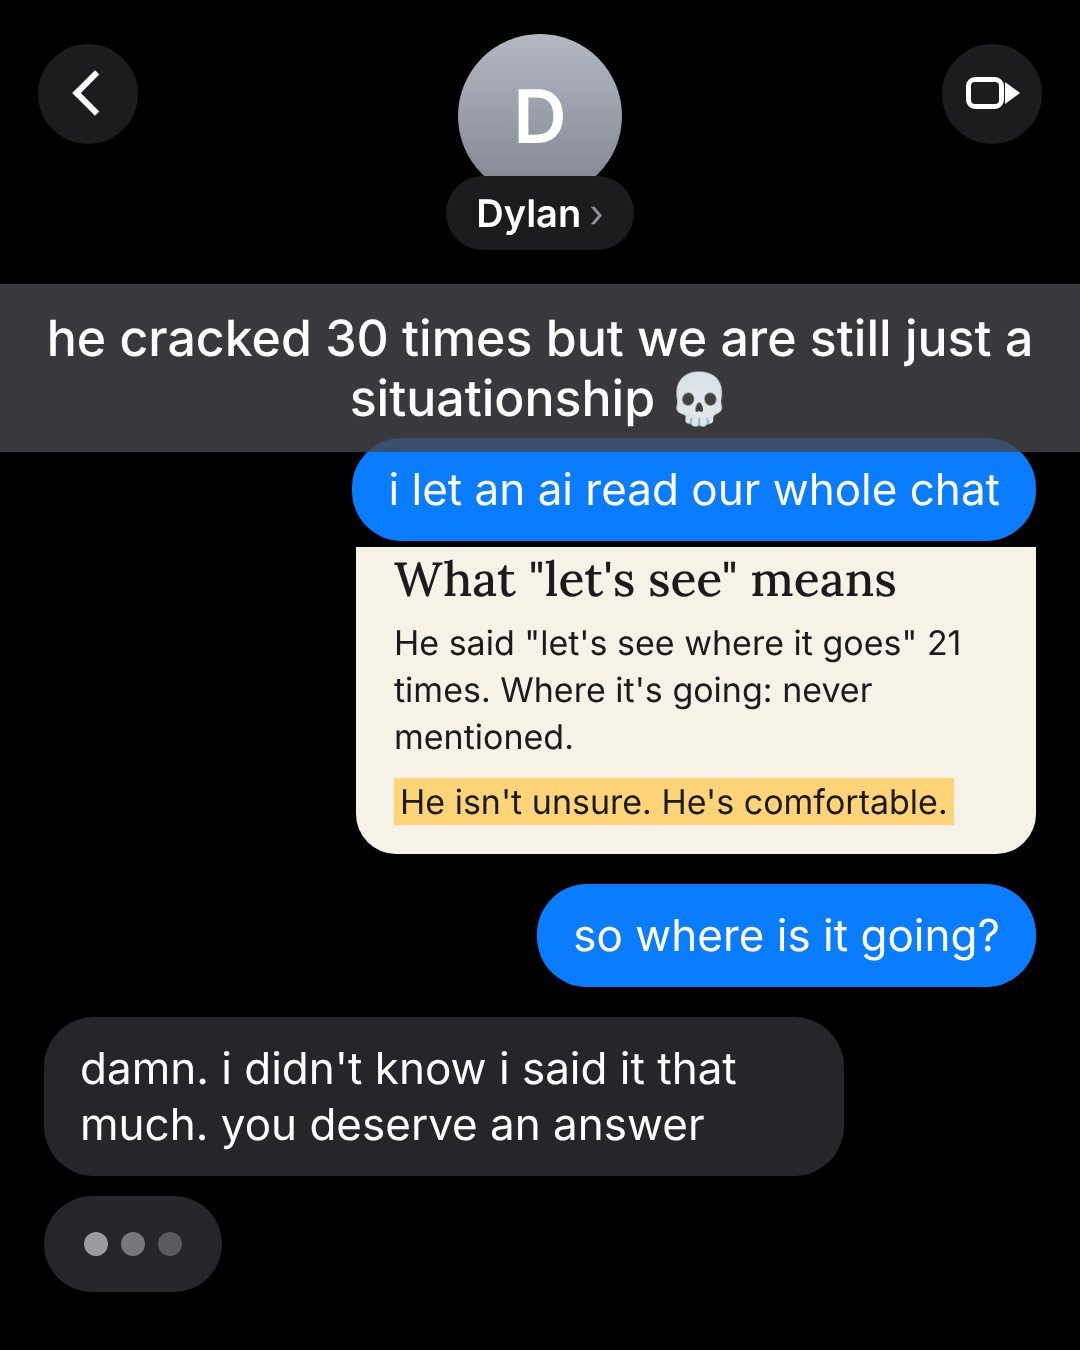 D
Dylan ›
he cracked 30 times but we are still just a
situationship 💀
i let an ai read our whole chat
What "let's see" means
He said "let's see where it goes" 21
times. Where it's going: never
mentioned.
He isn't unsure. He's comfortable.
so where is it going?
damn. i didn't know i said it that
much. you deserve an answer